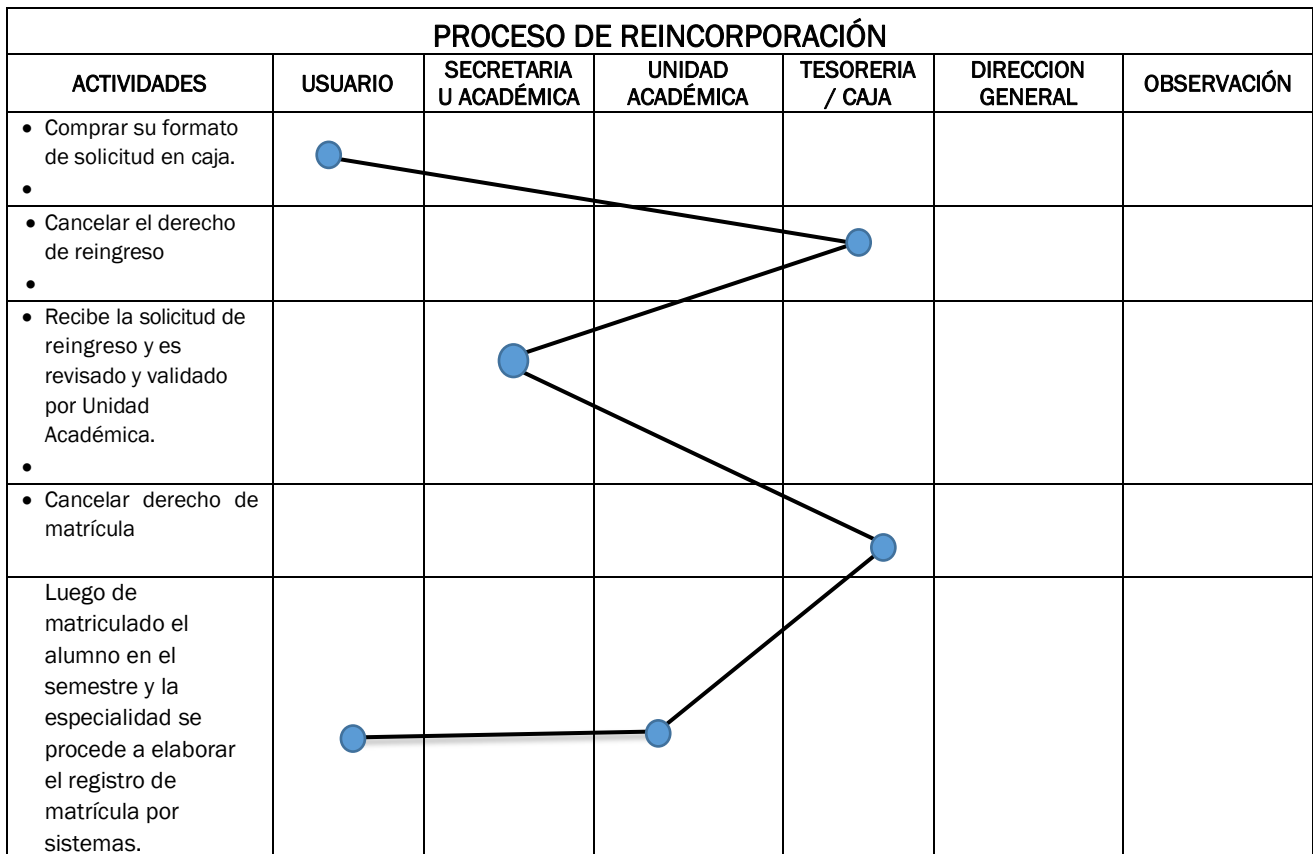 PROCESO DE REINCORPORACIÓN
ACTIVIDADES
USUARIO
SECRETARIA
U ACADÉMICA
UNIDAD
ACADÉMICA
TESORERIA
/ CAJA
DIRECCION
GENERAL
OBSERVACIÓN
• Comprar su formato
de solicitud en caja.
•
• Cancelar el derecho
de reingreso
•
• Recibe la solicitud de
reingreso y es
revisado y validado
por Unidad
Académica.
•
• Cancelar derecho de
matrícula
Luego de
matriculado el
alumno en el
semestre y la
especialidad se
procede a elaborar
el registro de
matrícula por
sistemas.